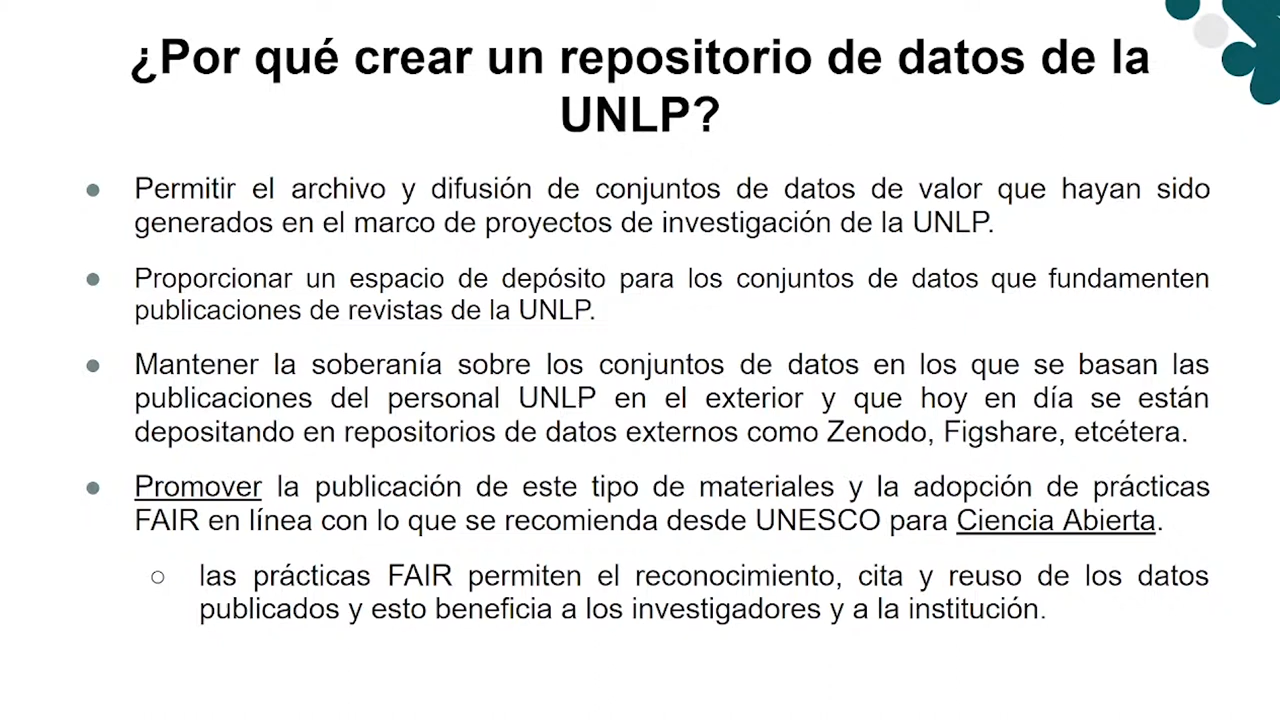 ¿Por qué crear un repositorio de datos de la
UNLP?
● Permitir el archivo y difusión de conjuntos de datos de valor que hayan sido
generados en el marco de proyectos de investigación de la UNLP.
● Proporcionar un espacio de depósito para los conjuntos de datos que fundamenten
publicaciones de revistas de la UNLP.
● Mantener la soberanía sobre los conjuntos de datos en los que se basan las
publicaciones del personal UNLP en el exterior y que hoy en día se están
depositando en repositorios de datos externos como Zenodo, Figshare, etcétera.
● Promover la publicación de este tipo de materiales y la adopción de prácticas
FAIR en línea con lo que se recomienda desde UNESCO para Ciencia Abierta.
○ las prácticas FAIR permiten el reconocimiento, cita y reuso de los datos
publicados y esto beneficia a los investigadores y a la institución.